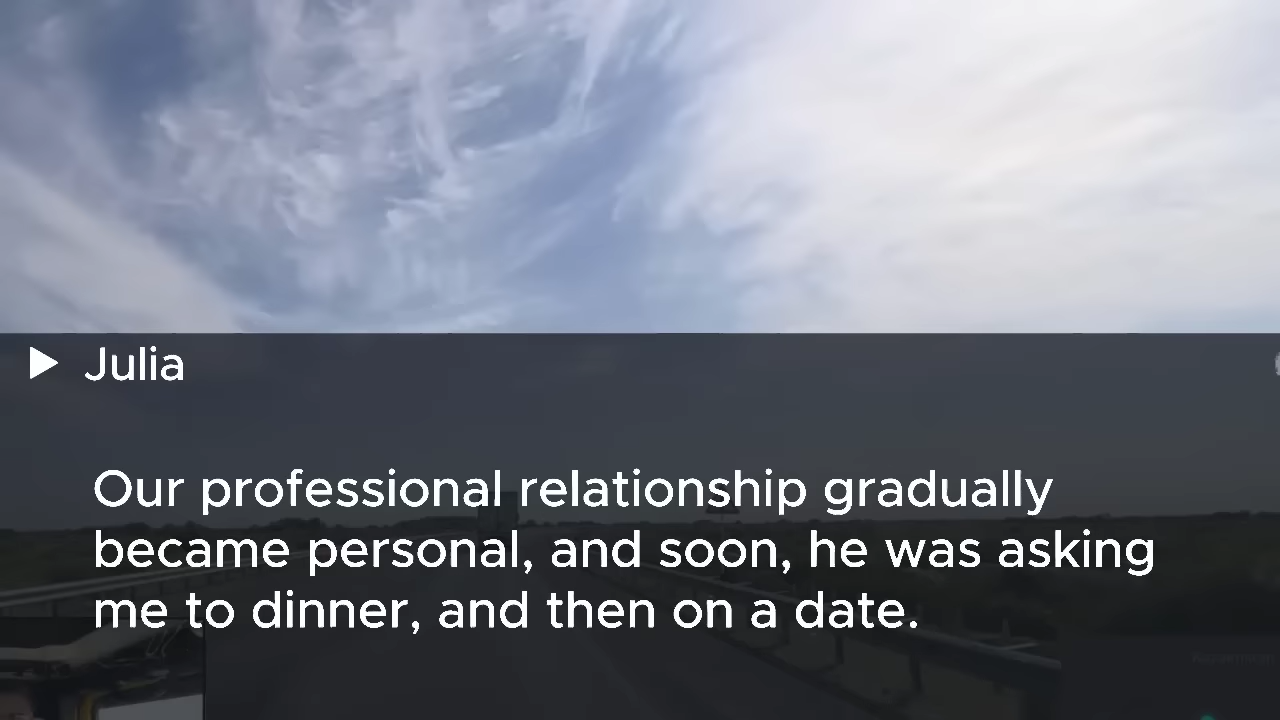 Julia
Our professional relationship gradually
became personal, and soon, he was asking
me to dinner, and then on a date.